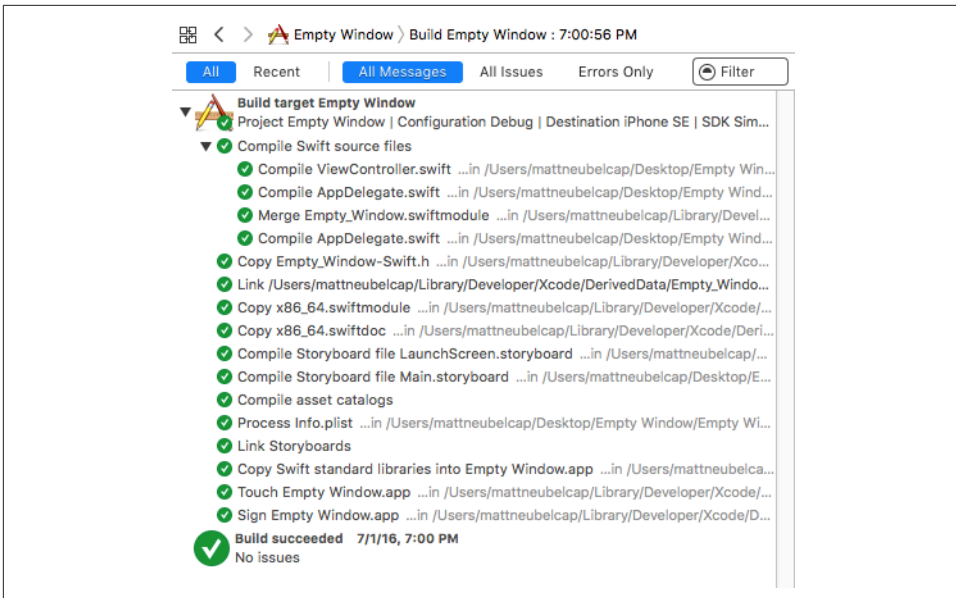 Empty Window 〉 Build Empty Window : 7:00:56 PM
All Recent All Messages All Issues Errors Only Filter
Build target Empty Window
Project Empty Window | Configuration Debug | Destination iPhone SE | SDK Sim...
Compile Swift source files
Compile ViewController.swift ...in /Users/mattneubelcap/Desktop/Empty Win...
Compile AppDelegate.swift ...in /Users/mattneubelcap/Desktop/Empty Wind...
Merge Empty_Window.swiftmodule ...in /Users/mattneubelcap/Library/Devel...
Compile AppDelegate.swift ...in /Users/mattneubelcap/Desktop/Empty Wind...
Copy Empty_Window-Swift.h ...in /Users/mattneubelcap/Library/Developer/Xco...
Link /Users/mattneubelcap/Library/Developer/Xcode/DerivedData/Empty_Windo...
Copy x86_64.swiftmodule ...in /Users/mattneubelcap/Library/Developer/Xcode/...
Copy x86_64.swiftdoc ...in /Users/mattneubelcap/Library/Developer/Xcode/Deri...
Compile Storyboard file LaunchScreen.storyboard ...in /Users/mattneubelcap/...
Compile Storyboard file Main.storyboard ...in /Users/mattneubelcap/Desktop/E...
Compile asset catalogs
Process Info.plist ...in /Users/mattneubelcap/Desktop/Empty Window/Empty Wi...
Link Storyboards
Copy Swift standard libraries into Empty Window.app ...in /Users/mattneubelca...
Touch Empty Window.app ...in /Users/mattneubelcap/Library/Developer/Xcode/...
Sign Empty Window.app ...in /Users/mattneubelcap/Library/Developer/Xcode/D...
Build succeeded 7/1/16, 7:00 PM
No issues